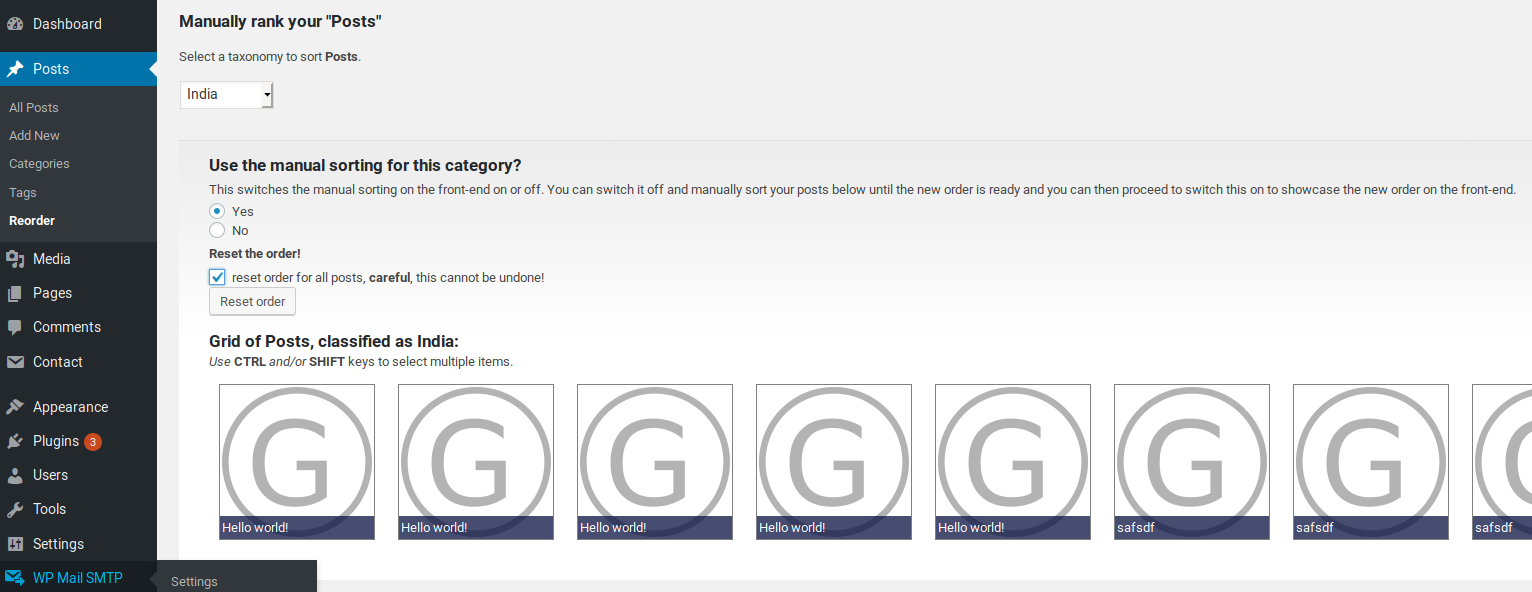 Dashboard
Posts
All Posts
Add New
Categories
Tags
Reorder
Media
Pages
Comments
Contact
Appearance
Plugins 3
Users
Tools
Settings
WP Mail SMTP
Settings
Manually rank your "Posts"
Select a taxonomy to sort Posts.
India
Use the manual sorting for this category?
This switches the manual sorting on the front-end on or off. You can switch it off and manually sort your posts below until the new order is ready and you can then proceed to switch this on to showcase the new order on the front-end.
Yes
No
Reset the order!
reset order for all posts, careful, this cannot be undone!
Reset order
Grid of Posts, classified as India:
Use CTRL and/or SHIFT keys to select multiple items.
G G G G G G G G
Hello world! Hello world! Hello world! Hello world! Hello world! safsdf safsdf safsdf